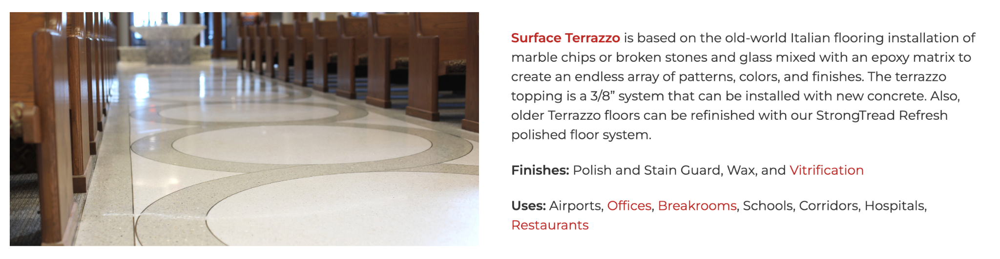 Surface Terrazzo is based on the old-world Italian flooring installation of
marble chips or broken stones and glass mixed with an epoxy matrix to
create an endless array of patterns, colors, and finishes. The terrazzo
topping is a 3/8” system that can be installed with new concrete. Also,
older Terrazzo floors can be refinished with our StrongTread Refresh
polished floor system.
Finishes: Polish and Stain Guard, Wax, and Vitrification
Uses: Airports, Offices, Breakrooms, Schools, Corridors, Hospitals,
Restaurants